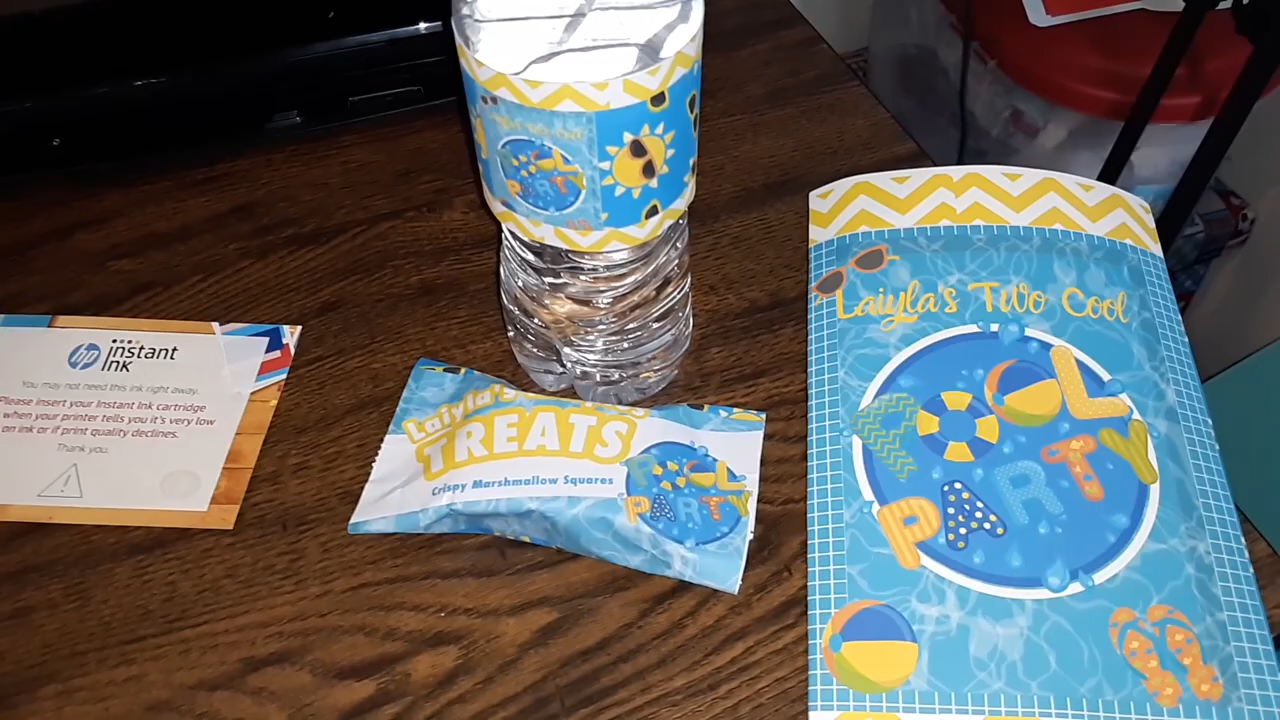 hp instant ink
You may not need this ink right away.
Please insert your Instant Ink cartridge
when your printer tells you it's very low
on ink or if print quality declines.
Thank you.
PARTY
Laiyla's
TREATS
Crispy Marshmallow Squares
POOL
PARTY
Laiyla's Two Cool
POOL
PARTY